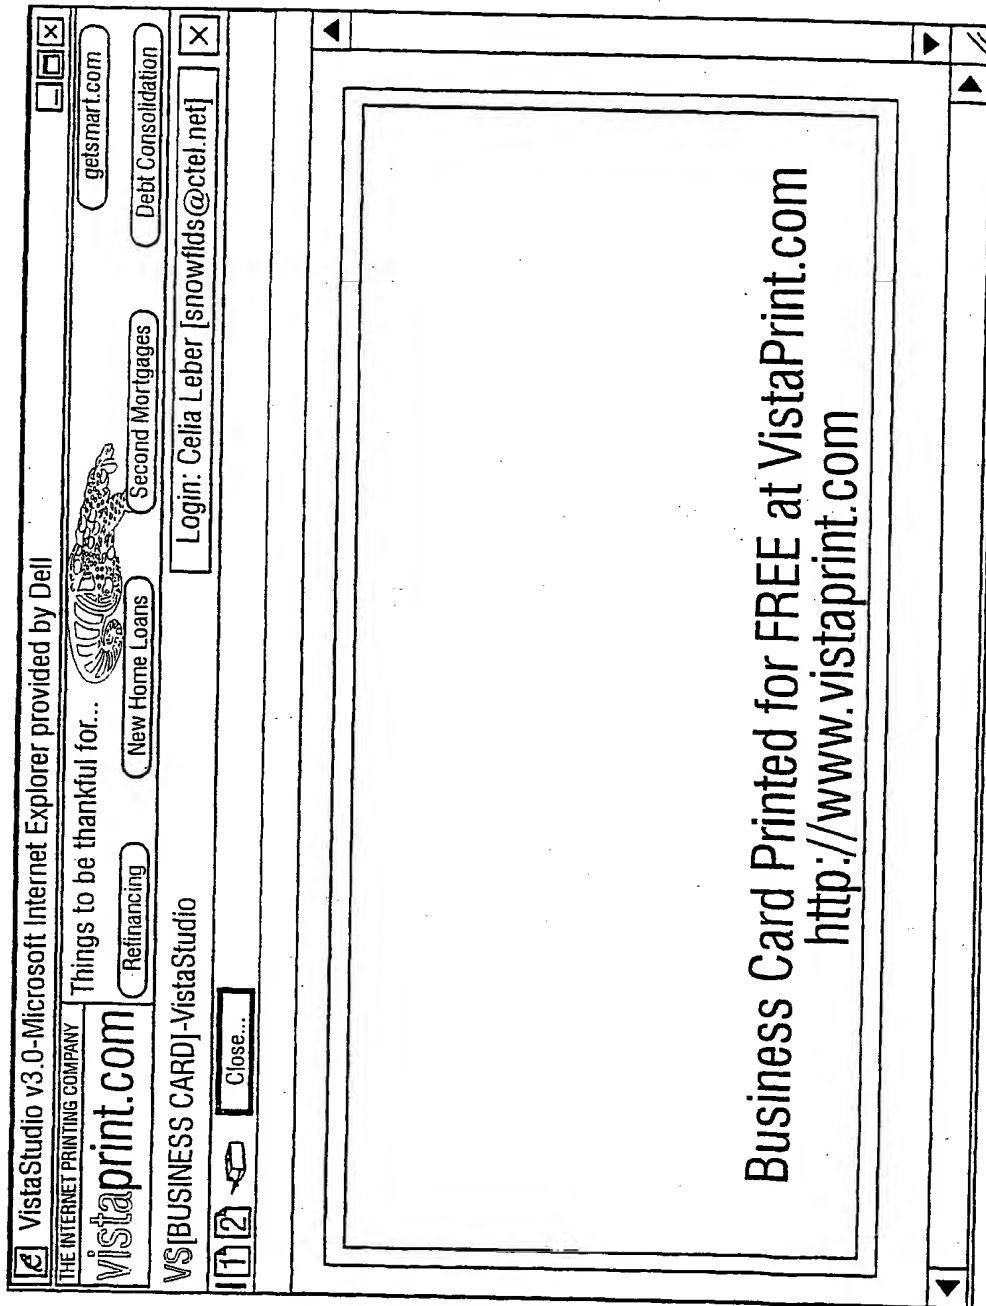 VistaStudio v3.0-Microsoft Internet Explorer provided by Dell
THE INTERNET PRINTING COMPANY
vistaprint.com
Things to be thankful for...
getsmart.com
Refinancing
New Home Loans
Second Mortgages
Debt Consolidation
VS[BUSINESS CARD]-VistaStudio
Login: Celia Leber [snowflds@ctel.net]
1 2
Close...
Business Card Printed for FREE at VistaPrint.com
http://www.vistaprint.com